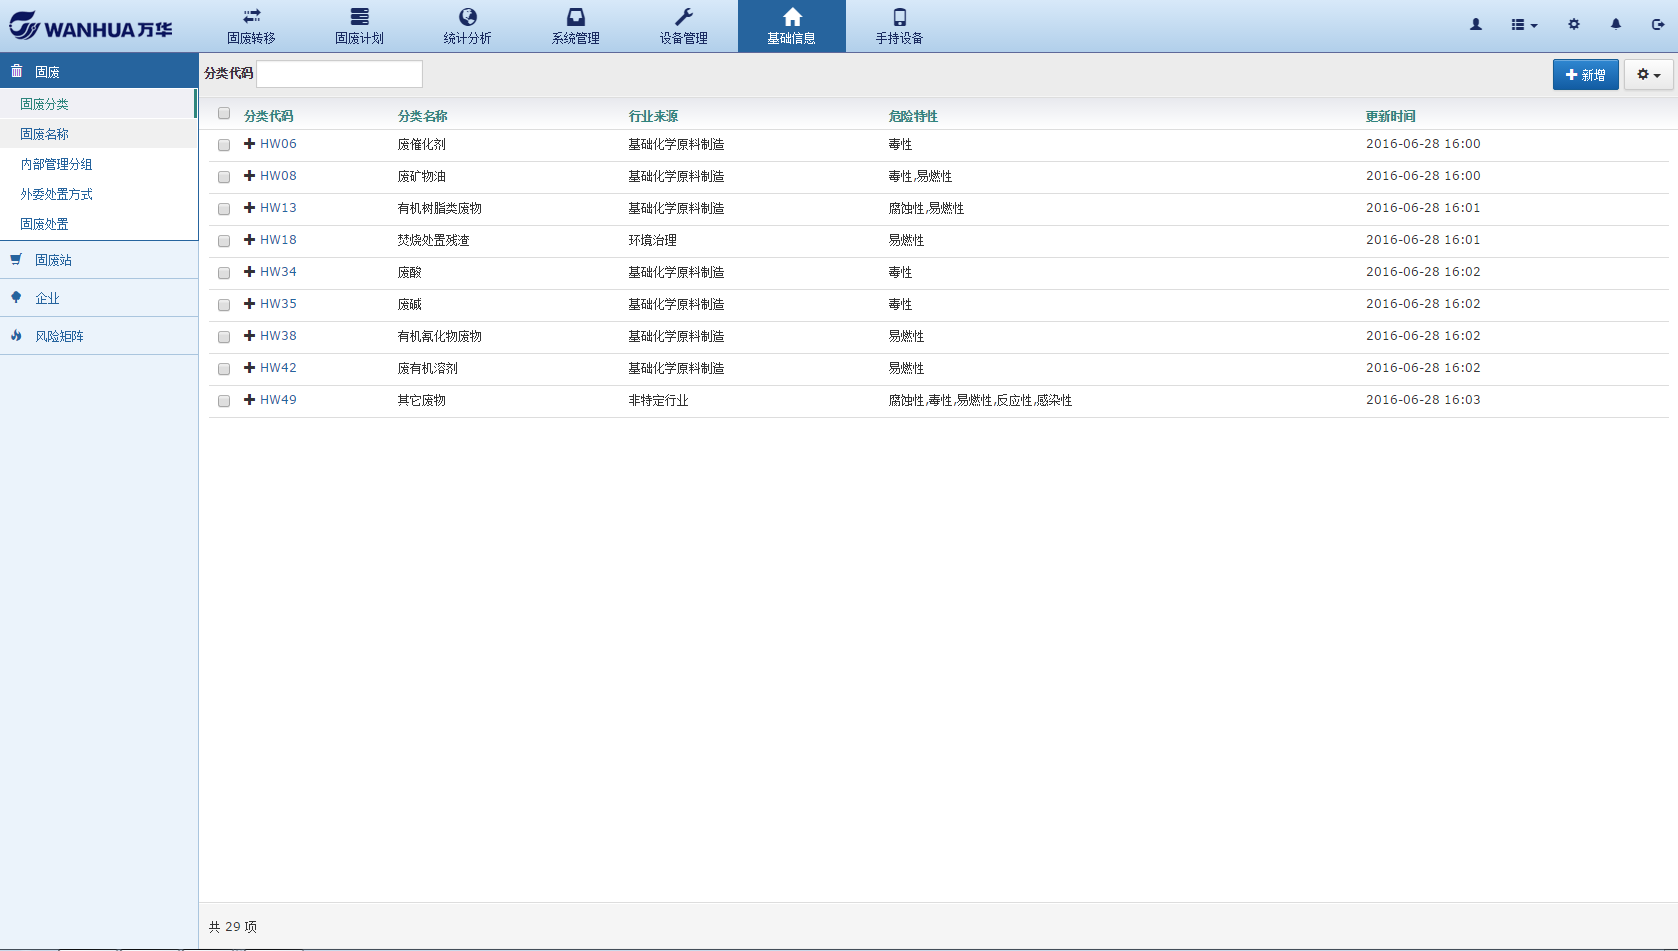 WANHUA万华
固废转移 固废计划 统计分析 系统管理 设备管理 基础信息 手持设备
固废
固废分类
固废名称
内部管理分组
外委处置方式
固废处置
固废站
企业
风险矩阵
分类代码 新增
分类代码 分类名称 行业来源 危险特性 更新时间
HW06 废催化剂 基础化学原料制造 毒性 2016-06-28 16:00
HW08 废矿物油 基础化学原料制造 毒性,易燃性 2016-06-28 16:00
HW13 有机树脂类废物 基础化学原料制造 腐蚀性,易燃性 2016-06-28 16:01
HW18 焚烧处置残渣 环境治理 易燃性 2016-06-28 16:01
HW34 废酸 基础化学原料制造 毒性 2016-06-28 16:02
HW35 废碱 基础化学原料制造 毒性 2016-06-28 16:02
HW38 有机氰化物废物 基础化学原料制造 易燃性 2016-06-28 16:02
HW42 废有机溶剂 基础化学原料制造 易燃性 2016-06-28 16:02
HW49 其它废物 非特定行业 腐蚀性,毒性,易燃性,反应性,感染性 2016-06-28 16:03
共 29 项